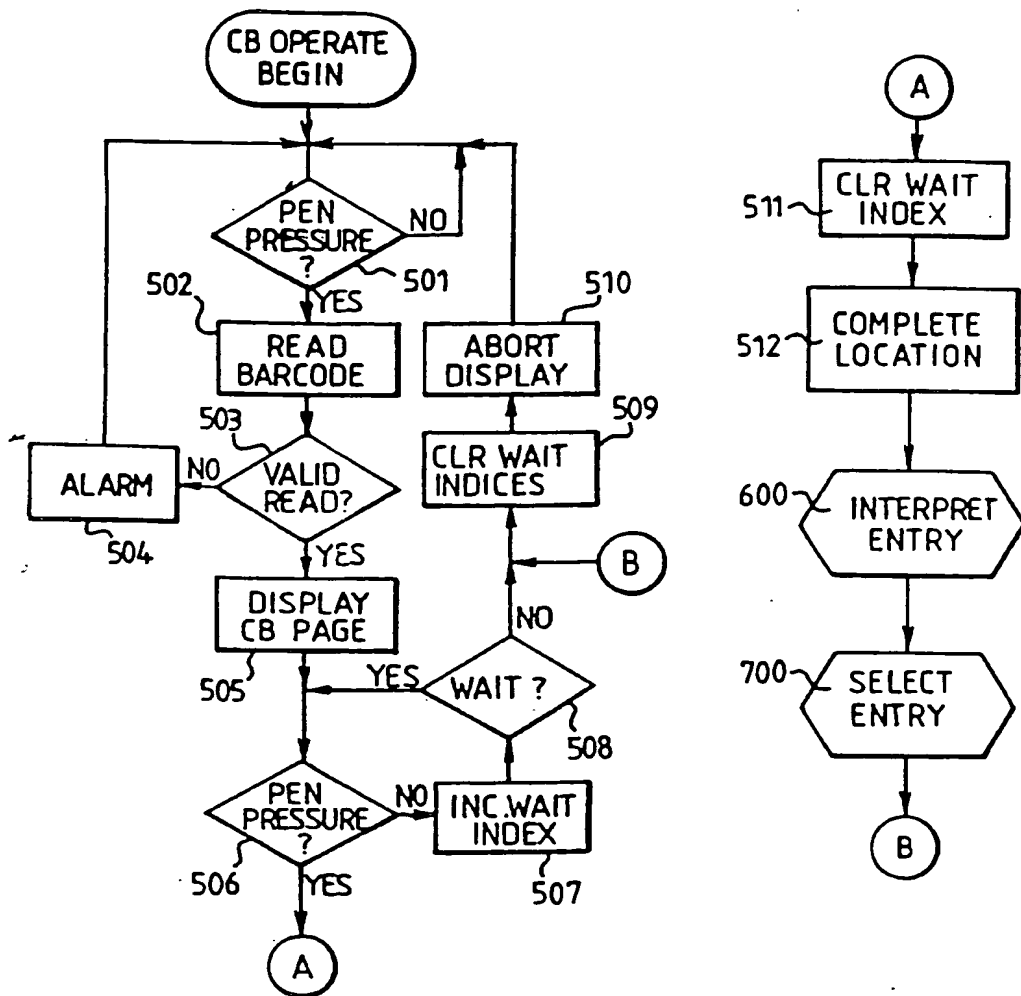 CB OPERATE
BEGIN
PEN
PRESSURE
?
NO
501
YES
502
READ
BARCODE
503
VALID
READ?
NO
ALARM
504
YES
DISPLAY
CB PAGE
505
PEN
PRESSURE
?
506
NO
YES
A
INC.WAIT
INDEX
507
WAIT ?
508
YES
NO
B
CLR WAIT
INDICES
509
ABORT
DISPLAY
510
A
CLR WAIT
INDEX
511
COMPLETE
LOCATION
512
INTERPRET
ENTRY
600
SELECT
ENTRY
700
B